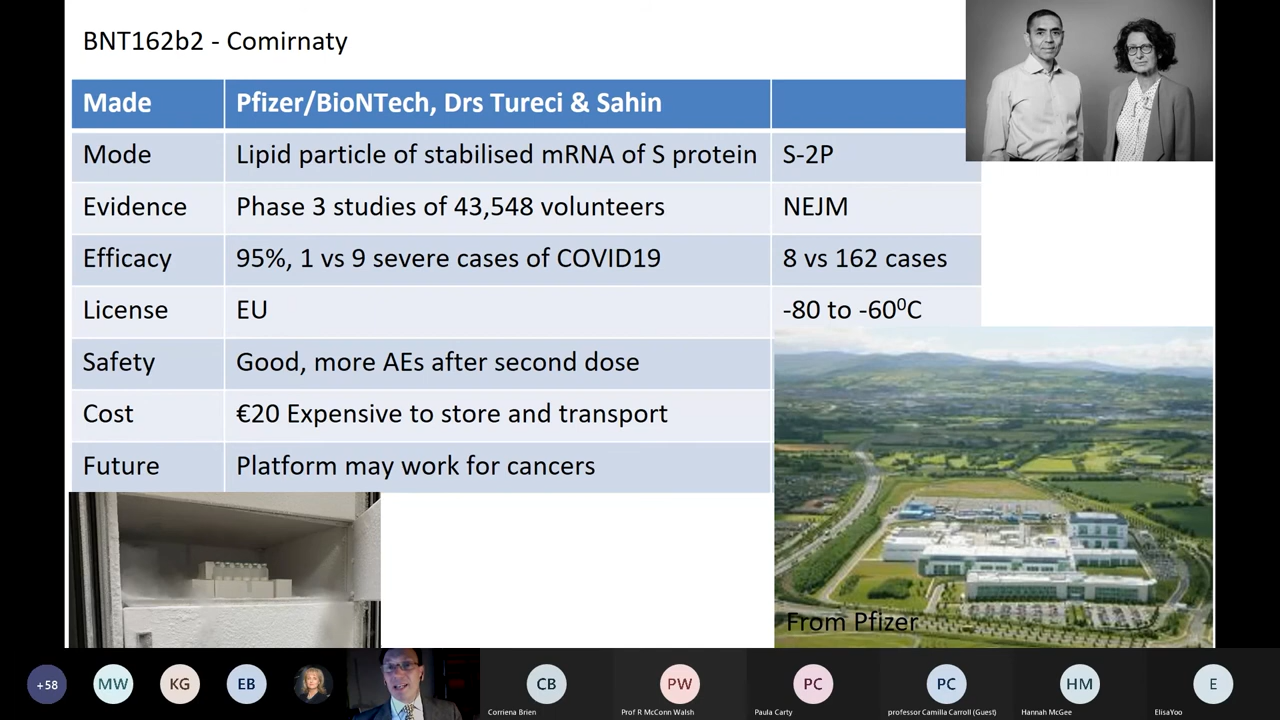 BNT162b2 - Comirnaty
Made Pfizer/BioNTech, Drs Tureci & Sahin
Mode Lipid particle of stabilised mRNA of S protein S-2P
Evidence Phase 3 studies of 43,548 volunteers NEJM
Efficacy 95%, 1 vs 9 severe cases of COVID19 8 vs 162 cases
License EU -80 to -60⁰C
Safety Good, more AEs after second dose
Cost €20 Expensive to store and transport
Future Platform may work for cancers
From Pfizer
+58 MW KG EB CB PW PC PC HM E
Corriena Brien Prof R McConn Walsh Paula Carty professor Camilla Carroll (Guest) Hannah McGee ElisaYoo